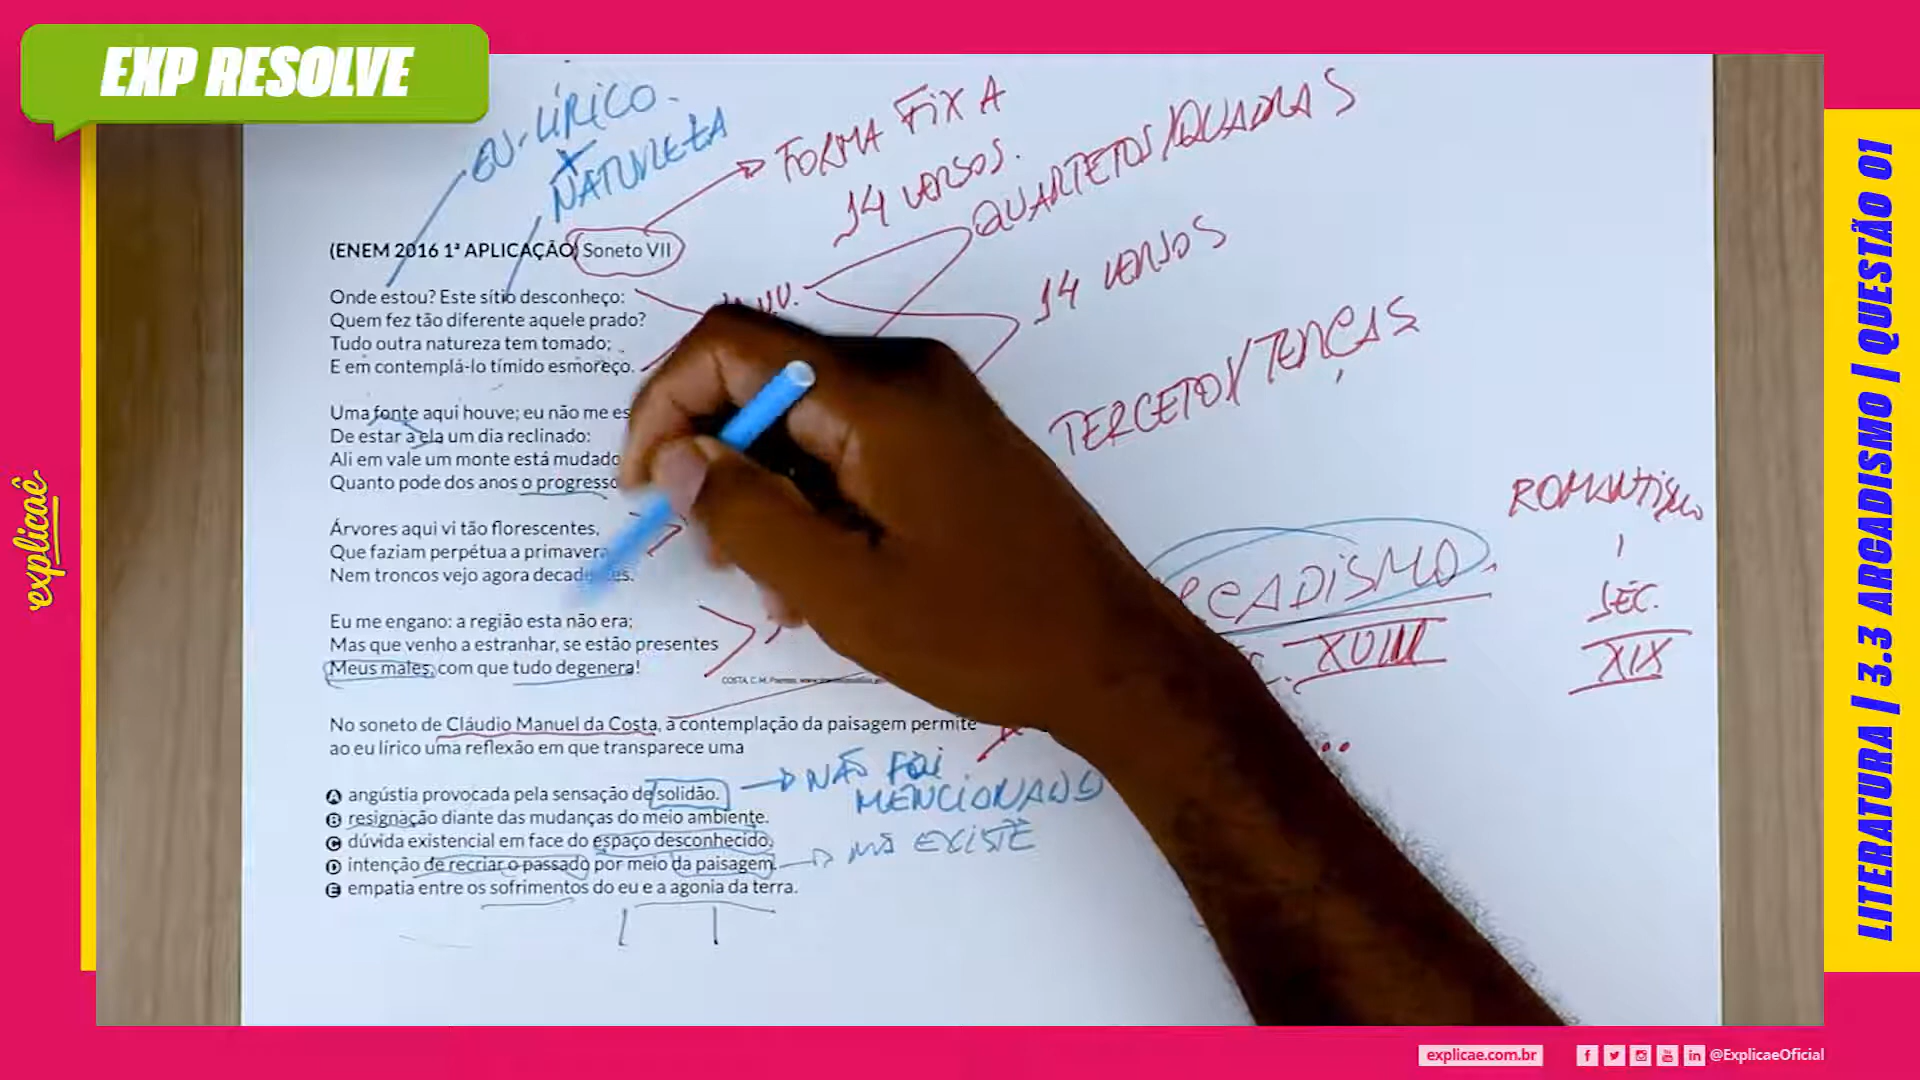 EXP RESOLVE
EU-LÍRICO
X
NATUREZA
FORMA FIXA
14 VERSOS.
QUARTETOS/QUADRAS
14 VERSOS
TERCETO/TERÇAS
(ENEM 2016 1ª APLICAÇÃO) Soneto VII
Onde estou? Este sítio desconheço:
Quem fez tão diferente aquele prado?
Tudo outra natureza tem tomado;
E em contemplá-lo tímido esmoreço.
Uma fonte aqui houve; eu não me es
De estar a ela um dia reclinado:
Ali em vale um monte está mudado
Quanto pode dos anos o progresso
Árvores aqui vi tão florescentes,
Que faziam perpétua a primavera
Nem troncos vejo agora
Eu me engano: a região esta não era;
Mas que venho a estranhar, se estão presentes
Meus males, com que tudo degenera!
COSTA, C. M. Poemas.
No soneto de Cláudio Manuel da Costa, a contemplação da paisagem permite
ao eu lírico uma reflexão em que transparece uma
A angústia provocada pela sensação de solidão.
B resignação diante das mudanças do meio ambiente.
C dúvida existencial em face do espaço desconhecido.
D intenção de recriar o passado por meio da paisagem.
E empatia entre os sofrimentos do eu e a agonia da terra.
NÃO FOI
MENCIONADO
NÃO EXISTE
CADISMO.
XVIII
ROMANTISMO
SÉC.
XIX
explicaê
LITERATURA | 3.3 ARCADISMO | QUESTÃO 01
explicae.com.br
@ExplicaeOficial